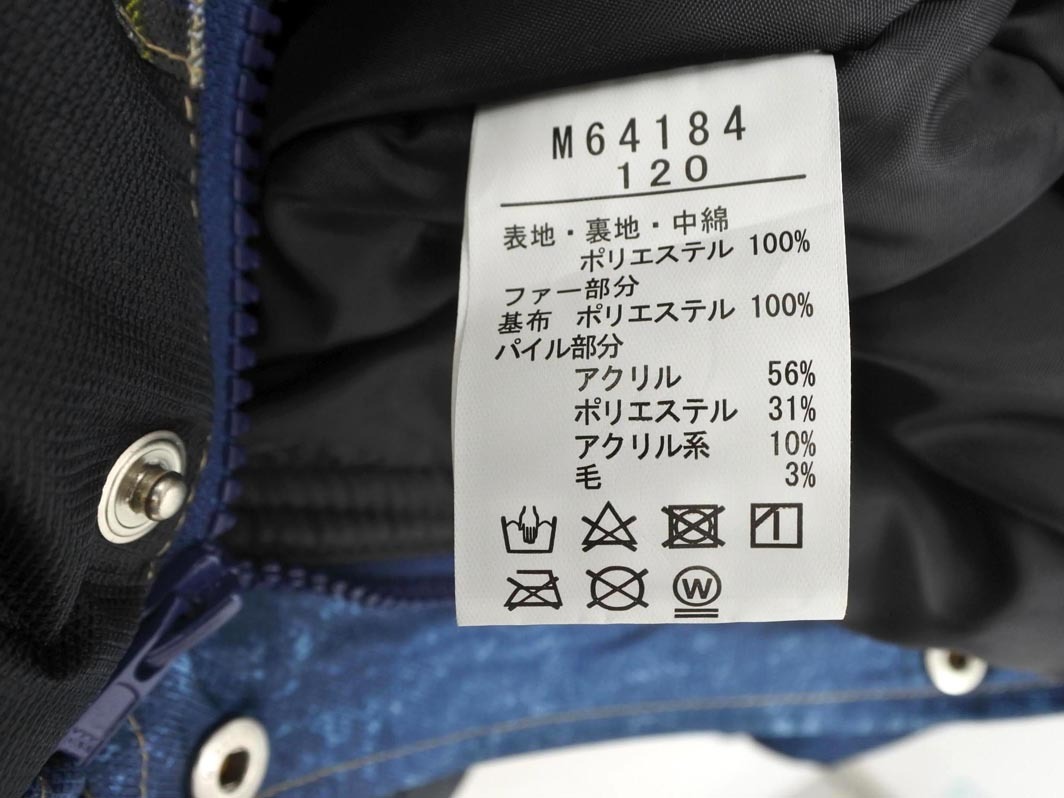 M64184
120
表地・裏地・中綿
ポリエステル 100%
ファー部分
基布 ポリエステル 100%
パイル部分
アクリル 56%
ポリエステル 31%
アクリル系 10%
毛 3%
W